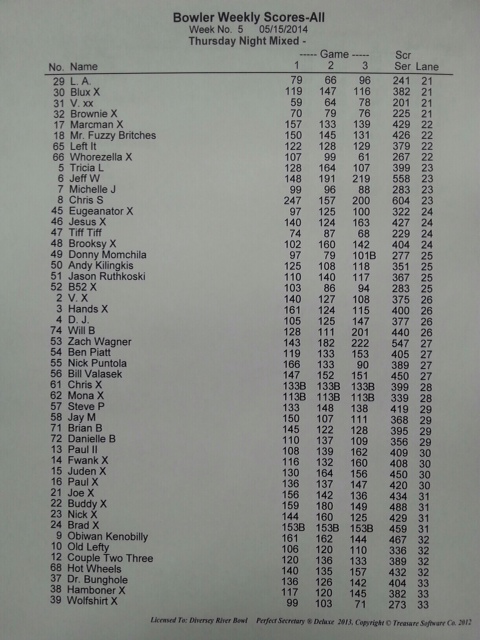 Bowler Weekly Scores-All
Week No. 5 05/15/2014
Thursday Night Mixed -
----- Game ----- Scr
No. Name 1 2 3 Ser Lane
29 L. A. 79 66 96 241 21
30 Blux X 119 147 116 382 21
31 V. xx 59 64 78 201 21
32 Brownie X 70 79 76 225 21
17 Marcman X 157 133 139 429 22
18 Mr. Fuzzy Britches 150 145 131 426 22
65 Left It 122 128 129 379 22
66 Whorezella X 107 99 61 267 22
5 Tricia L 128 164 107 399 23
6 Jeff W 148 191 219 558 23
7 Michelle J 99 96 88 283 23
8 Chris S 247 157 200 604 23
45 Eugeanator X 97 125 100 322 24
46 Jesus X 140 124 163 427 24
47 Tiff Tiff 74 87 68 229 24
48 Brooksy X 102 160 142 404 24
49 Donny Momchila 97 79 101B 277 25
50 Andy Kilingkis 125 108 118 351 25
51 Jason Ruthkoski 110 140 117 367 25
52 B52 X 103 86 94 283 25
2 V. X 140 127 108 375 26
3 Hands X 161 124 115 400 26
4 D. J. 105 125 147 377 26
74 Will B 128 111 201 440 26
53 Zach Wagner 143 182 222 547 27
54 Ben Piatt 119 133 153 405 27
55 Nick Puntola 166 133 90 389 27
56 Bill Valasek 147 152 151 450 27
61 Chris X 133B 133B 133B 399 28
62 Mona X 113B 113B 113B 339 28
57 Steve P 133 148 138 419 29
58 Jay M 150 107 111 368 29
71 Brian B 145 122 128 395 29
72 Danielle B 110 137 109 356 29
13 Paul II 108 139 162 409 30
14 Fwank X 116 132 160 408 30
15 Juden X 130 164 156 450 30
16 Paul X 136 137 147 420 30
21 Joe X 156 142 136 434 31
22 Buddy X 159 180 149 488 31
23 Nick X 144 160 125 429 31
24 Brad X 153B 153B 153B 459 31
9 Obiwan Kenobilly 161 162 144 467 32
10 Old Lefty 106 120 110 336 32
12 Couple Two Three 120 136 133 389 32
68 Hot Wheels 140 135 157 432 32
37 Dr. Bunghole 136 126 142 404 33
38 Hamboner X 117 120 145 382 33
39 Wolfshirt X 99 103 71 273 33
Licensed To: Diversey River Bowl Perfect Secretary ® Deluxe 2013, Copyright © Treasure Software Co. 2012